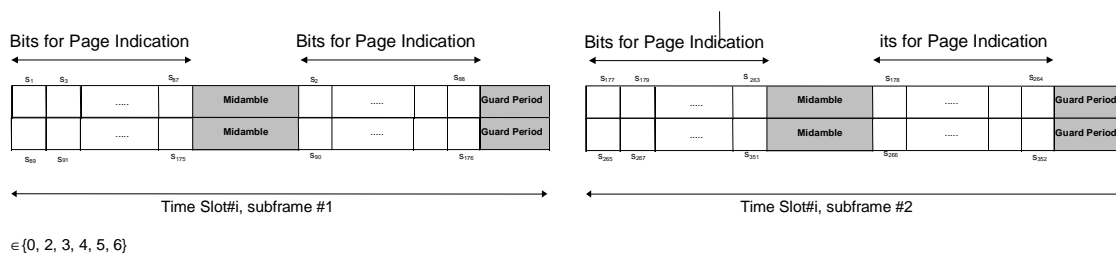 Bits for Page Indication Bits for Page Indication Bits for Page Indication its for Page Indication
S1 S3 S87 S2 S88 S177 S179 S263 S178 S264
..... Midamble ..... Guard Period ..... Midamble ..... Guard Period
..... Midamble ..... Guard Period ..... Midamble ..... Guard Period
S89 S91 S175 S90 S176 S265 S267 S351 S266 S352
Time Slot#i, subframe #1 Time Slot#i, subframe #2
∈{0, 2, 3, 4, 5, 6}